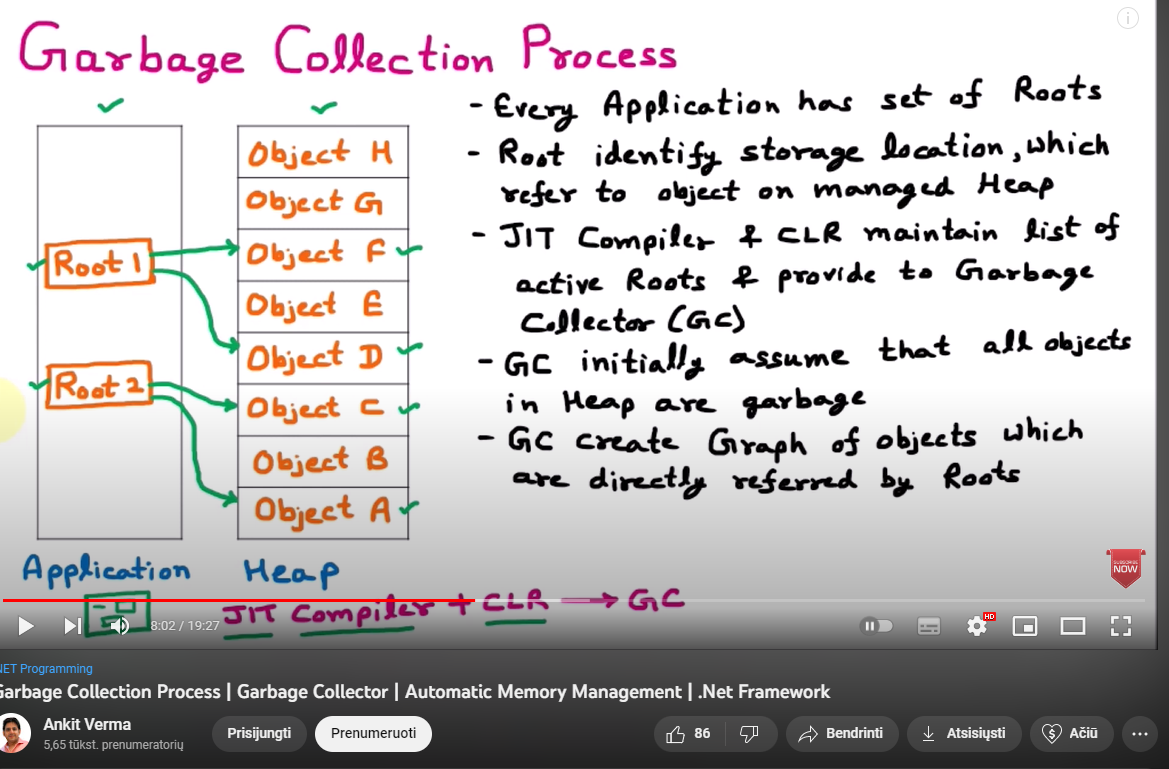 Garbage Collection Process
- Every Application has set of Roots
- Root identify storage location, which
refer to object on managed Heap
- JIT Compiler & CLR maintain list of
active Roots & provide to Garbage
Collector (GC)
- GC initially assume that all objects
in Heap are garbage
- GC create Graph of objects which
are directly referred by Roots
Root 1
Root 2
Object H
Object G
Object F
Object E
Object D
Object C
Object B
Object A
Application
Heap
JIT Compiler + CLR → GC
SUBSCRIBE
NOW
8:02 / 19:27
HD
NET Programming
Garbage Collection Process | Garbage Collector | Automatic Memory Management | .Net Framework
Ankit Verma
5,65 tūkst. prenumeratorių
Prisijungti
Prenumeruoti
86
Bendrinti
Atsisiųsti
Ačiū